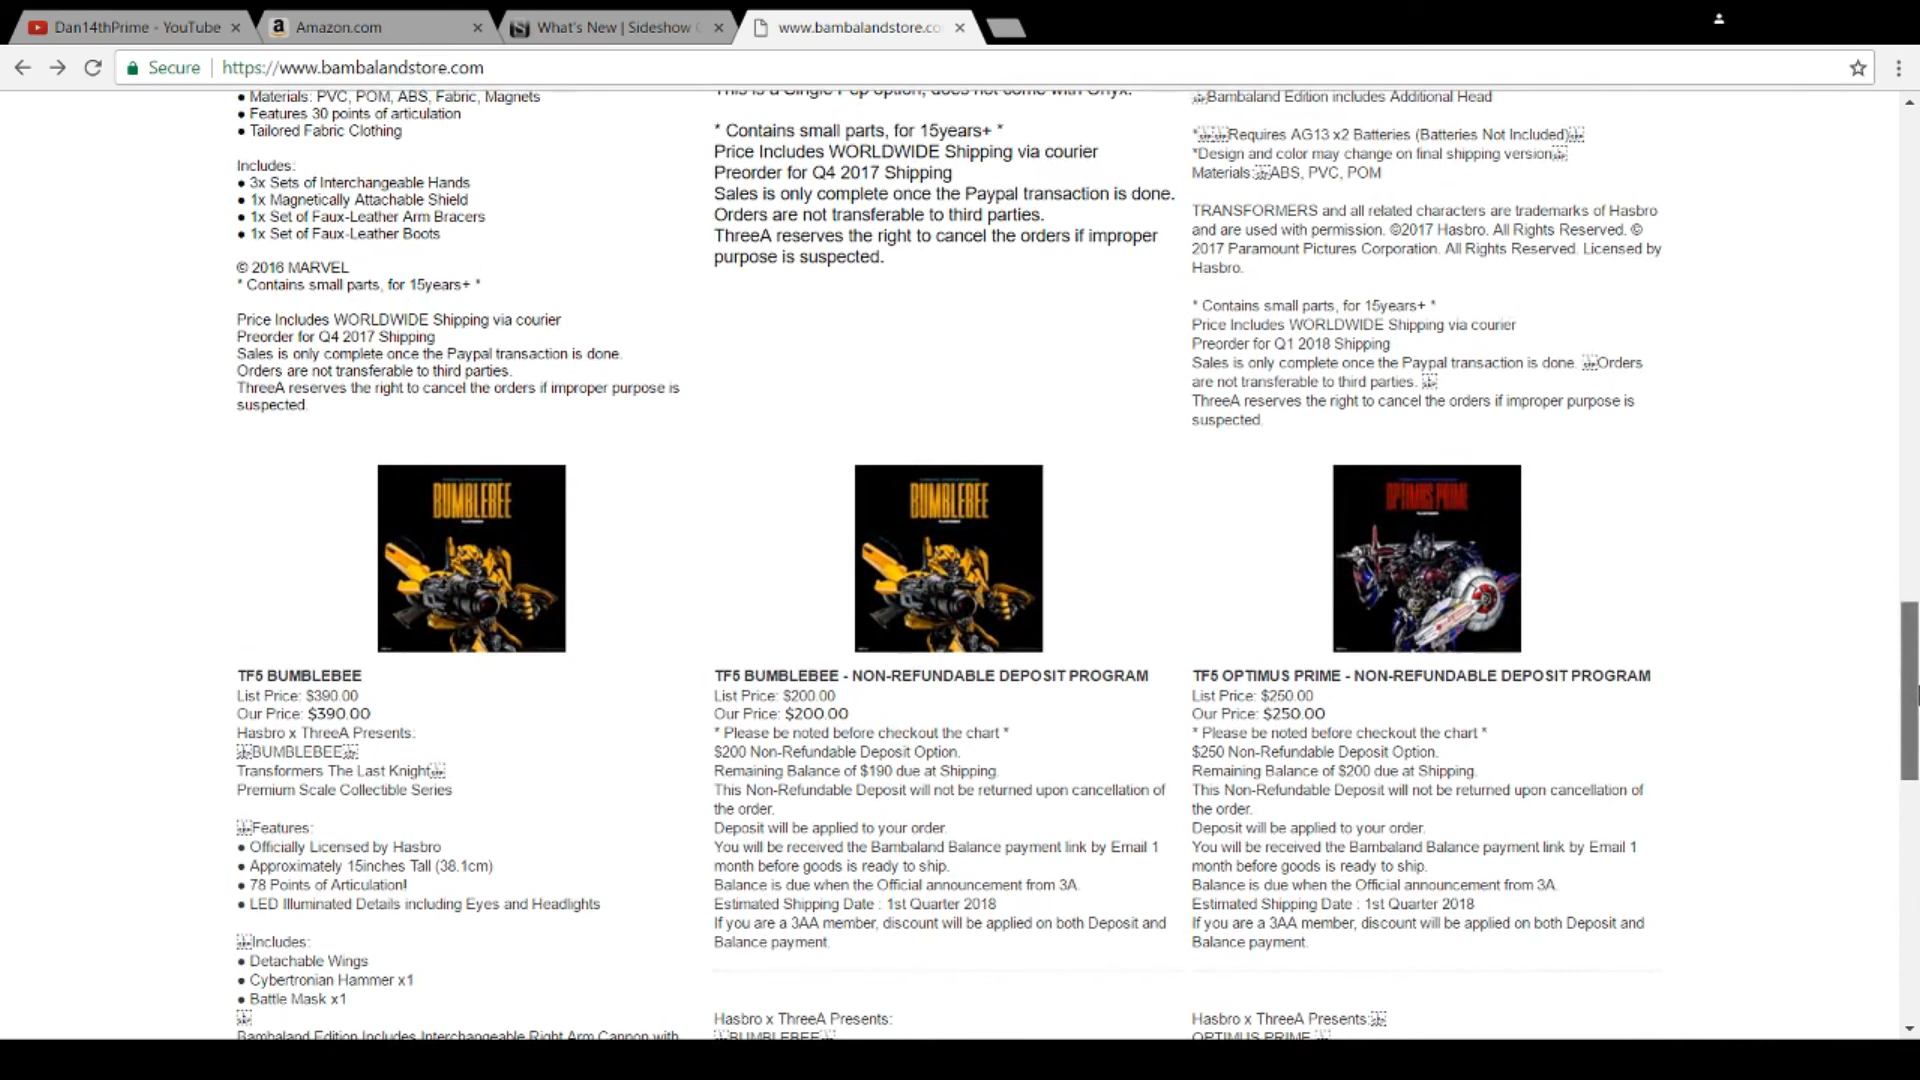 Dan14thPrime - YouTube
Amazon.com
What's New | Sideshow
www.bambalandstore.co
Secure
https://www.bambalandstore.com
● Materials: PVC, POM, ABS, Fabric, Magnets
● Features 30 points of articulation
● Tailored Fabric Clothing
Includes:
● 3x Sets of Interchangeable Hands
● 1x Magnetically Attachable Shield
● 1x Set of Faux-Leather Arm Bracers
● 1x Set of Faux-Leather Boots
© 2016 MARVEL
* Contains small parts, for 15years+ *
Price Includes WORLDWIDE Shipping via courier
Preorder for Q4 2017 Shipping
Sales is only complete once the Paypal transaction is done.
Orders are not transferable to third parties.
ThreeA reserves the right to cancel the orders if improper purpose is
suspected.
This is a Single Pcp option, does not come with Onyx.
* Contains small parts, for 15years+ *
Price Includes WORLDWIDE Shipping via courier
Preorder for Q4 2017 Shipping
Sales is only complete once the Paypal transaction is done.
Orders are not transferable to third parties.
ThreeA reserves the right to cancel the orders if improper
purpose is suspected.
Bambaland Edition includes Additional Head
*Requires AG13 x2 Batteries (Batteries Not Included)
*Design and color may change on final shipping version
Materials: ABS, PVC, POM
TRANSFORMERS and all related characters are trademarks of Hasbro
and are used with permission. ©2017 Hasbro. All Rights Reserved. ©
2017 Paramount Pictures Corporation. All Rights Reserved. Licensed by
Hasbro.
* Contains small parts, for 15years+ *
Price Includes WORLDWIDE Shipping via courier
Preorder for Q1 2018 Shipping
Sales is only complete once the Paypal transaction is done. Orders
are not transferable to third parties.
ThreeA reserves the right to cancel the orders if improper purpose is
suspected.
BUMBLEBEE
BUMBLEBEE
OPTIMUS PRIME
TF5 BUMBLEBEE
List Price: $390.00
Our Price: $390.00
Hasbro x ThreeA Presents:
BUMBLEBEE
Transformers The Last Knight
Premium Scale Collectible Series
Features:
● Officially Licensed by Hasbro
● Approximately 15inches Tall (38.1cm)
● 78 Points of Articulation!
● LED Illuminated Details including Eyes and Headlights
Includes:
● Detachable Wings
● Cybertronian Hammer x1
● Battle Mask x1
Bambaland Edition Includes Interchangeable Right Arm Cannon with
TF5 BUMBLEBEE - NON-REFUNDABLE DEPOSIT PROGRAM
List Price: $200.00
Our Price: $200.00
* Please be noted before checkout the chart *
$200 Non-Refundable Deposit Option.
Remaining Balance of $190 due at Shipping.
This Non-Refundable Deposit will not be returned upon cancellation of
the order.
Deposit will be applied to your order.
You will be received the Bambaland Balance payment link by Email 1
month before goods is ready to ship.
Balance is due when the Official announcement from 3A.
Estimated Shipping Date : 1st Quarter 2018
If you are a 3AA member, discount will be applied on both Deposit and
Balance payment.
Hasbro x ThreeA Presents:
BUMBLEBEE
TF5 OPTIMUS PRIME - NON-REFUNDABLE DEPOSIT PROGRAM
List Price: $250.00
Our Price: $250.00
* Please be noted before checkout the chart *
$250 Non-Refundable Deposit Option.
Remaining Balance of $200 due at Shipping.
This Non-Refundable Deposit will not be returned upon cancellation of
the order.
Deposit will be applied to your order.
You will be received the Bambaland Balance payment link by Email 1
month before goods is ready to ship.
Balance is due when the Official announcement from 3A.
Estimated Shipping Date : 1st Quarter 2018
If you are a 3AA member, discount will be applied on both Deposit and
Balance payment.
Hasbro x ThreeA Presents:
OPTIMUS PRIME